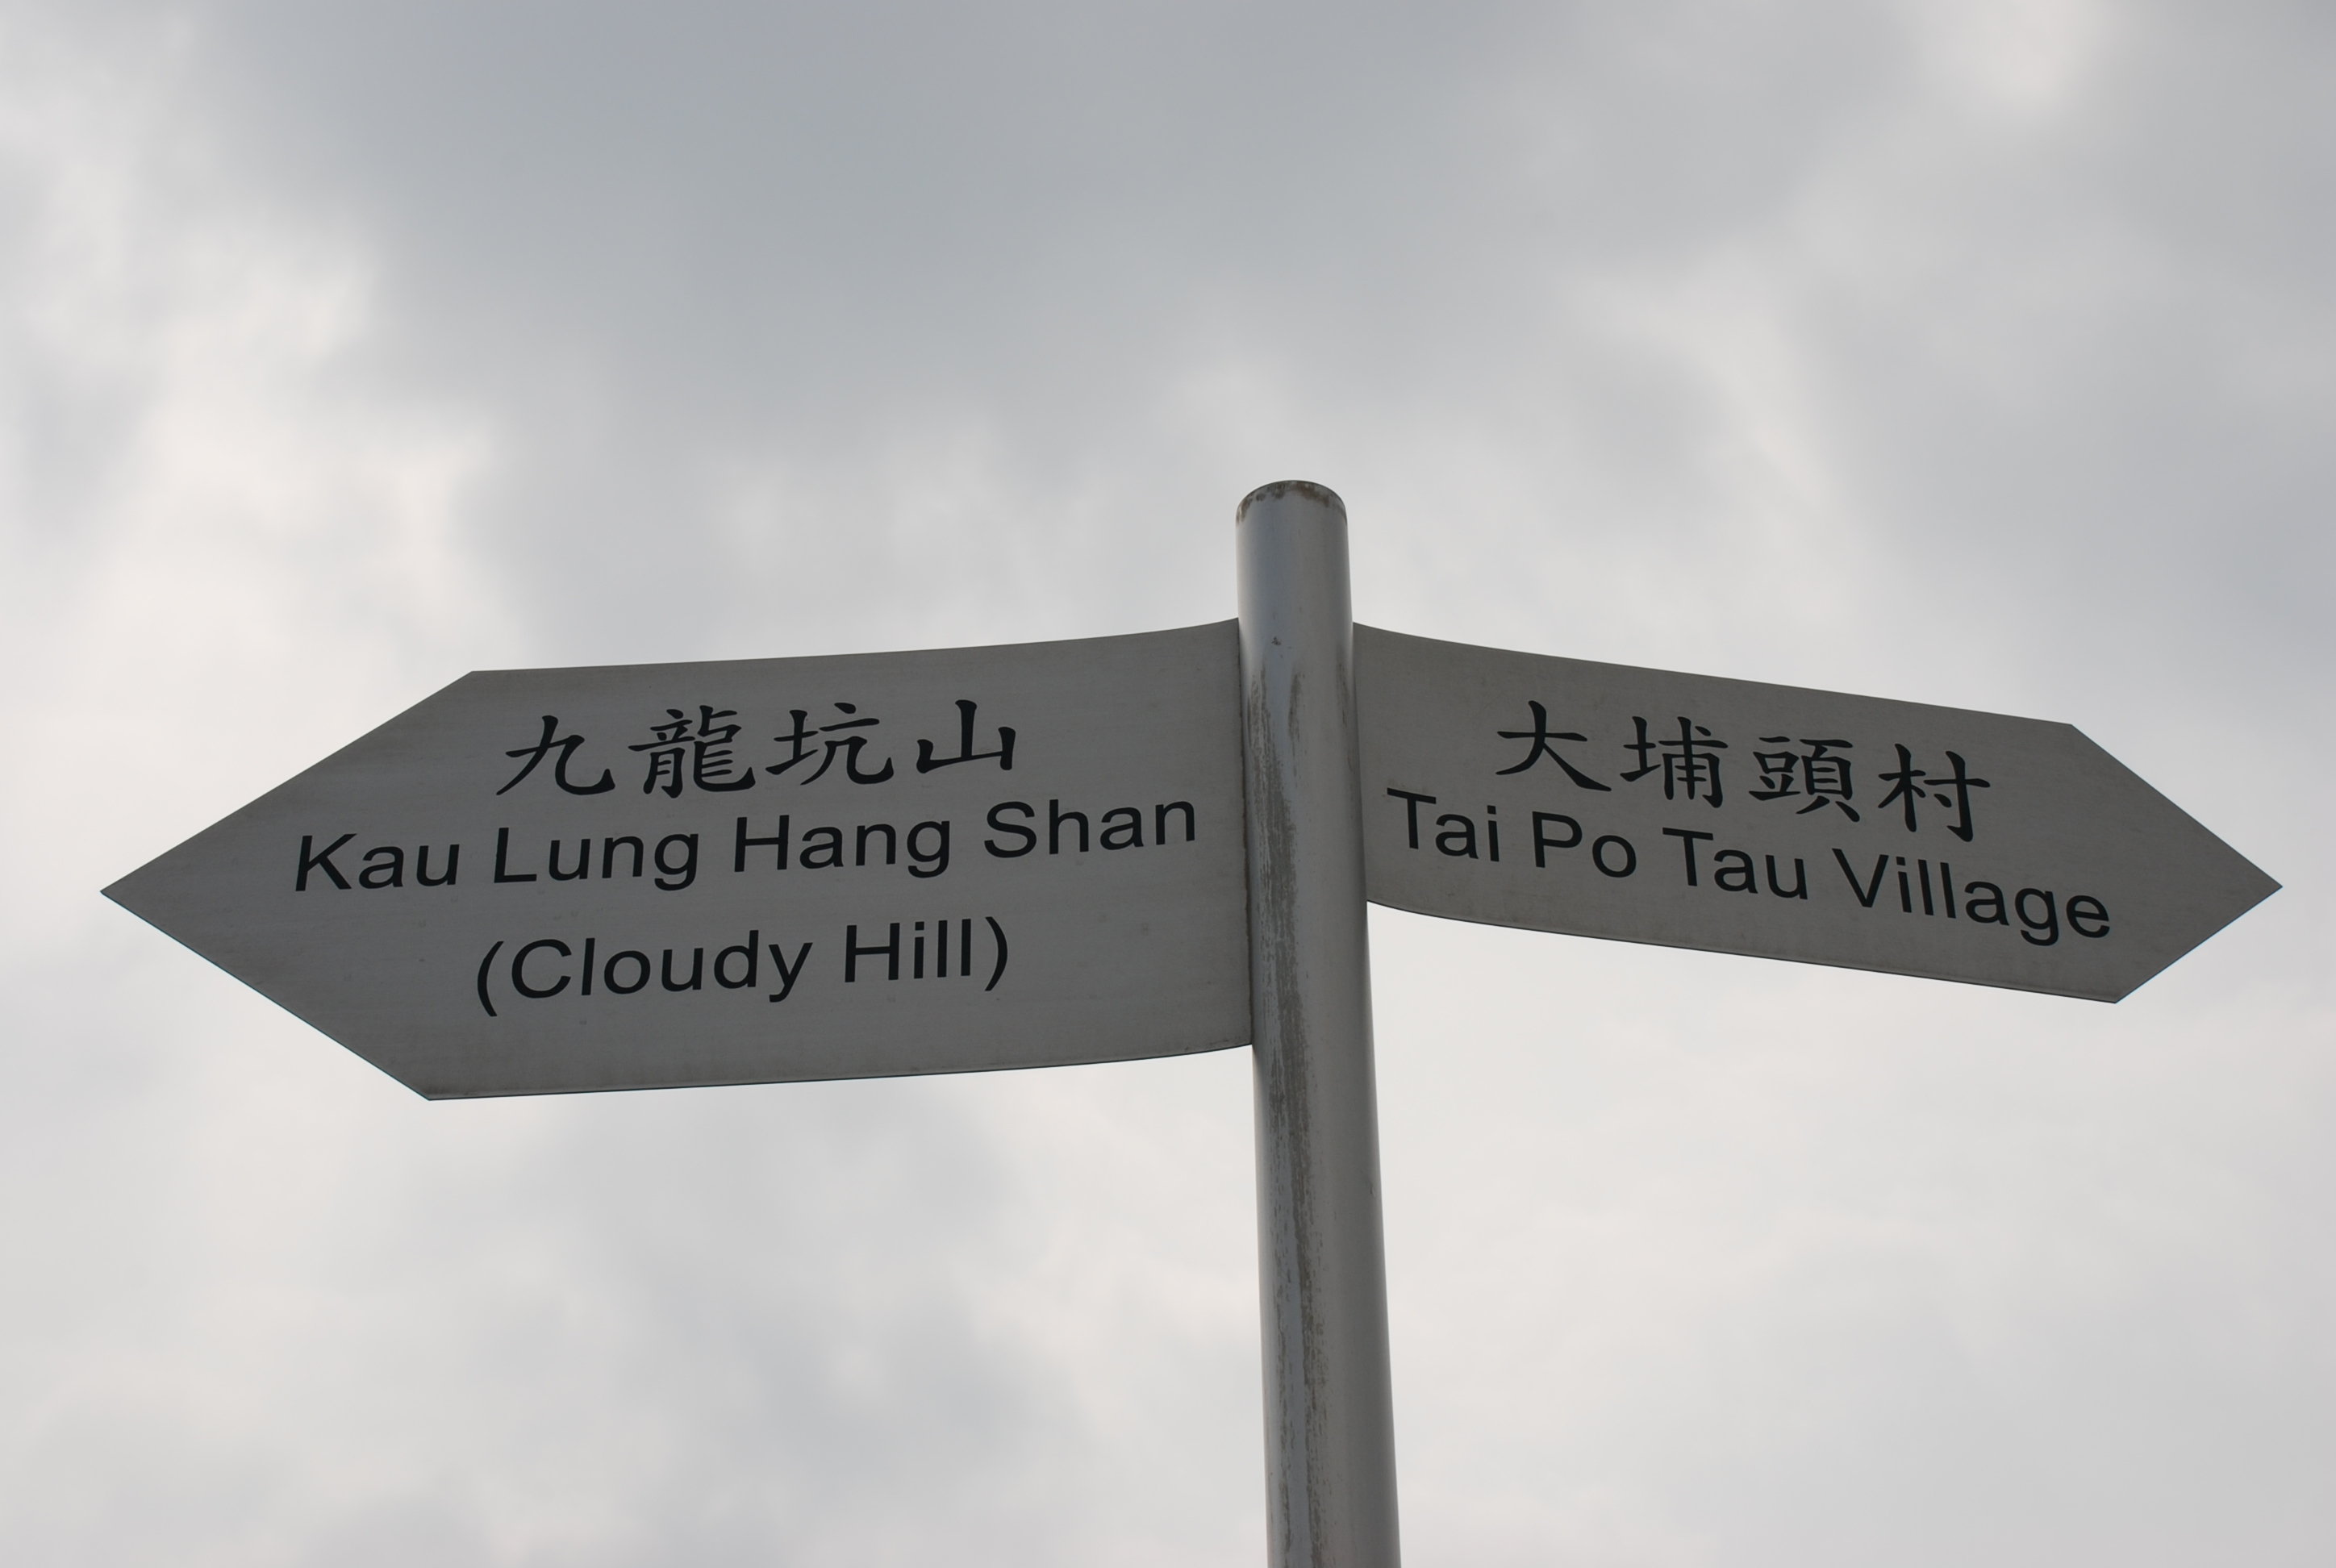 九龍坑山
Kau Lung Hang Shan
(Cloudy Hill)
大埔頭村
Tai Po Tau Village